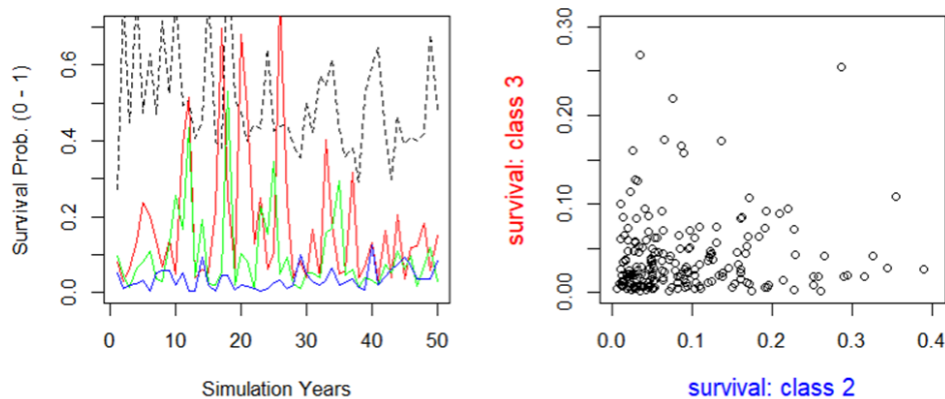 Survival Prob. (0 - 1)
0.0 0.2 0.4 0.6
0 10 20 30 40 50
Simulation Years
survival: class 3
0.00 0.10 0.20 0.30
0.0 0.1 0.2 0.3 0.4
survival: class 2